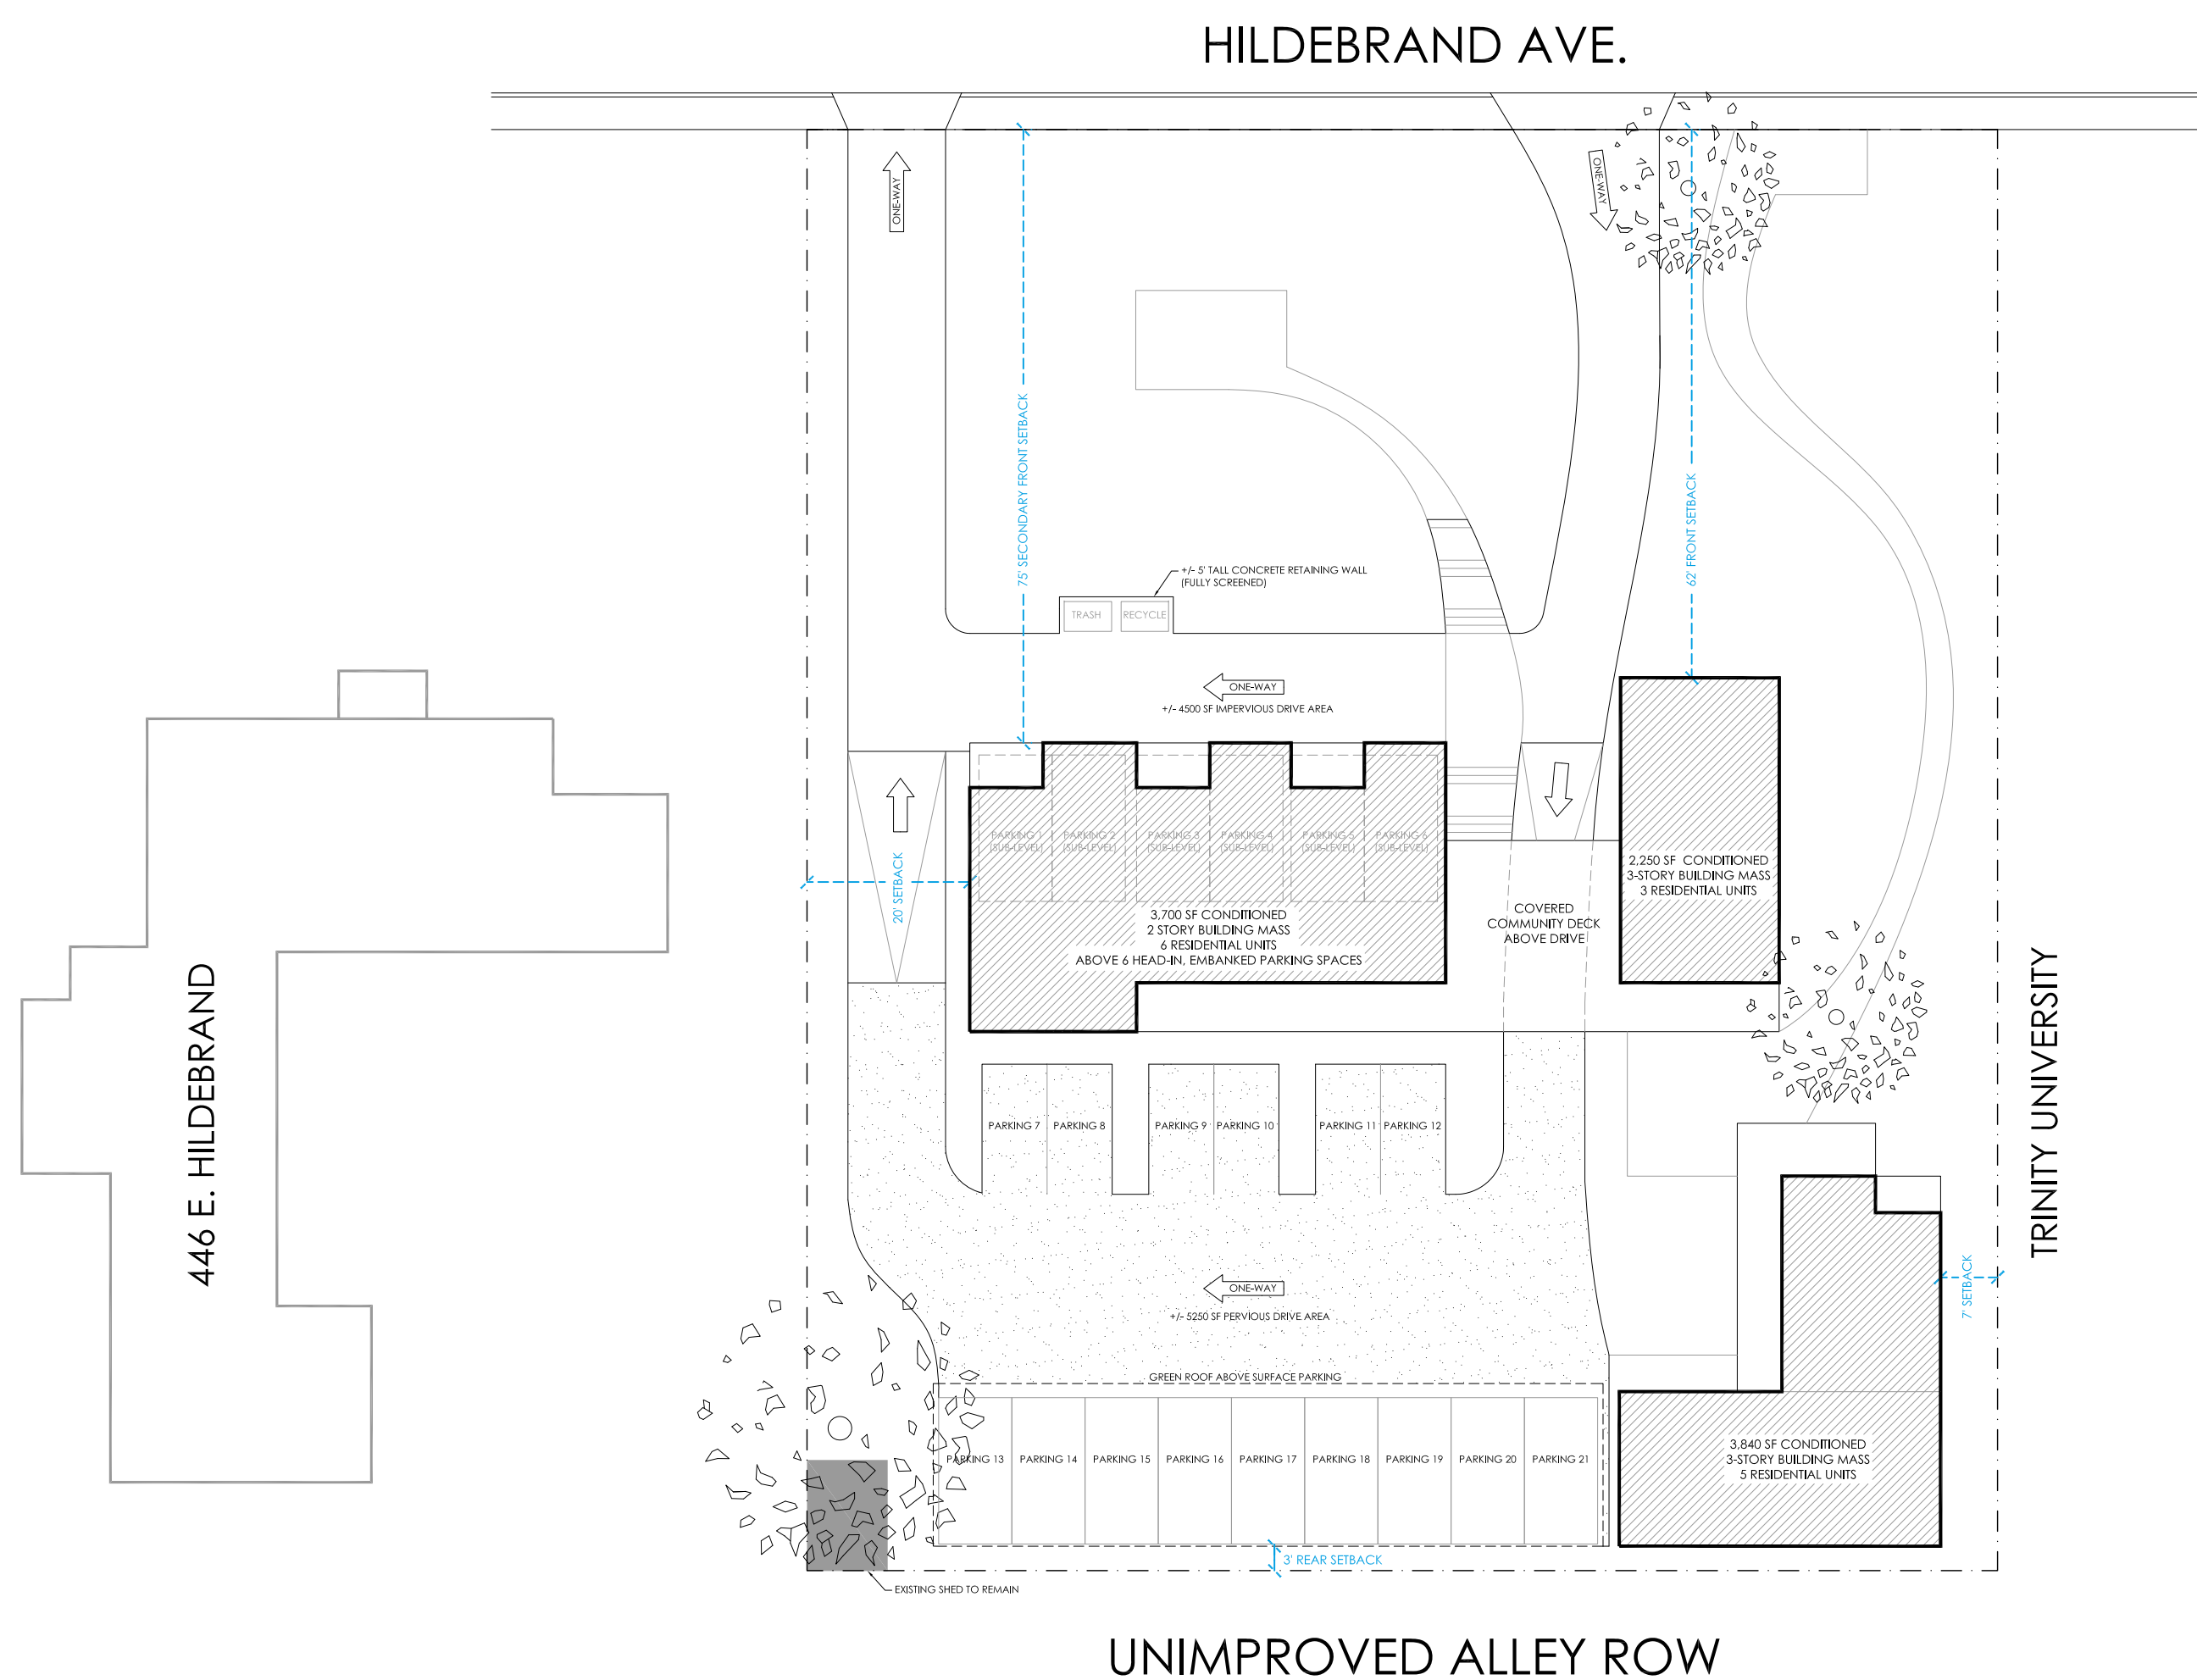 HILDEBRAND AVE.
ONE-WAY
ONE-WAY
75' SECONDARY FRONT SETBACK
62' FRONT SETBACK
+/- 5' TALL CONCRETE RETAINING WALL
(FULLY SCREENED)
TRASH
RECYCLE
ONE-WAY
+/- 4500 SF IMPERVIOUS DRIVE AREA
PARKING 1
(SUB-LEVEL)
PARKING 2
(SUB-LEVEL)
PARKING 3
(SUB-LEVEL)
PARKING 4
(SUB-LEVEL)
PARKING 5
(SUB-LEVEL)
PARKING 6
(SUB-LEVEL)
20' SETBACK
3,700 SF CONDITIONED
2 STORY BUILDING MASS
6 RESIDENTIAL UNITS
ABOVE 6 HEAD-IN, EMBANKED PARKING SPACES
COVERED
COMMUNITY DECK
ABOVE DRIVE
2,250 SF CONDITIONED
3-STORY BUILDING MASS
3 RESIDENTIAL UNITS
446 E. HILDEBRAND
TRINITY UNIVERSITY
PARKING 7
PARKING 8
PARKING 9
PARKING 10
PARKING 11
PARKING 12
ONE-WAY
+/- 5250 SF PERVIOUS DRIVE AREA
7' SETBACK
GREEN ROOF ABOVE SURFACE PARKING
PARKING 13
PARKING 14
PARKING 15
PARKING 16
PARKING 17
PARKING 18
PARKING 19
PARKING 20
PARKING 21
3,840 SF CONDITIONED
3-STORY BUILDING MASS
5 RESIDENTIAL UNITS
3' REAR SETBACK
EXISTING SHED TO REMAIN
UNIMPROVED ALLEY ROW